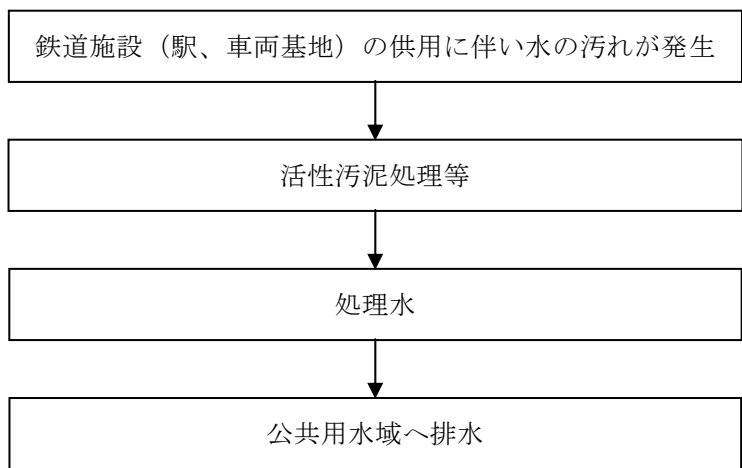 鉄道施設（駅、車両基地）の供用に伴い水の汚れが発生
活性汚泥処理等
処理水
公共用水域へ排水